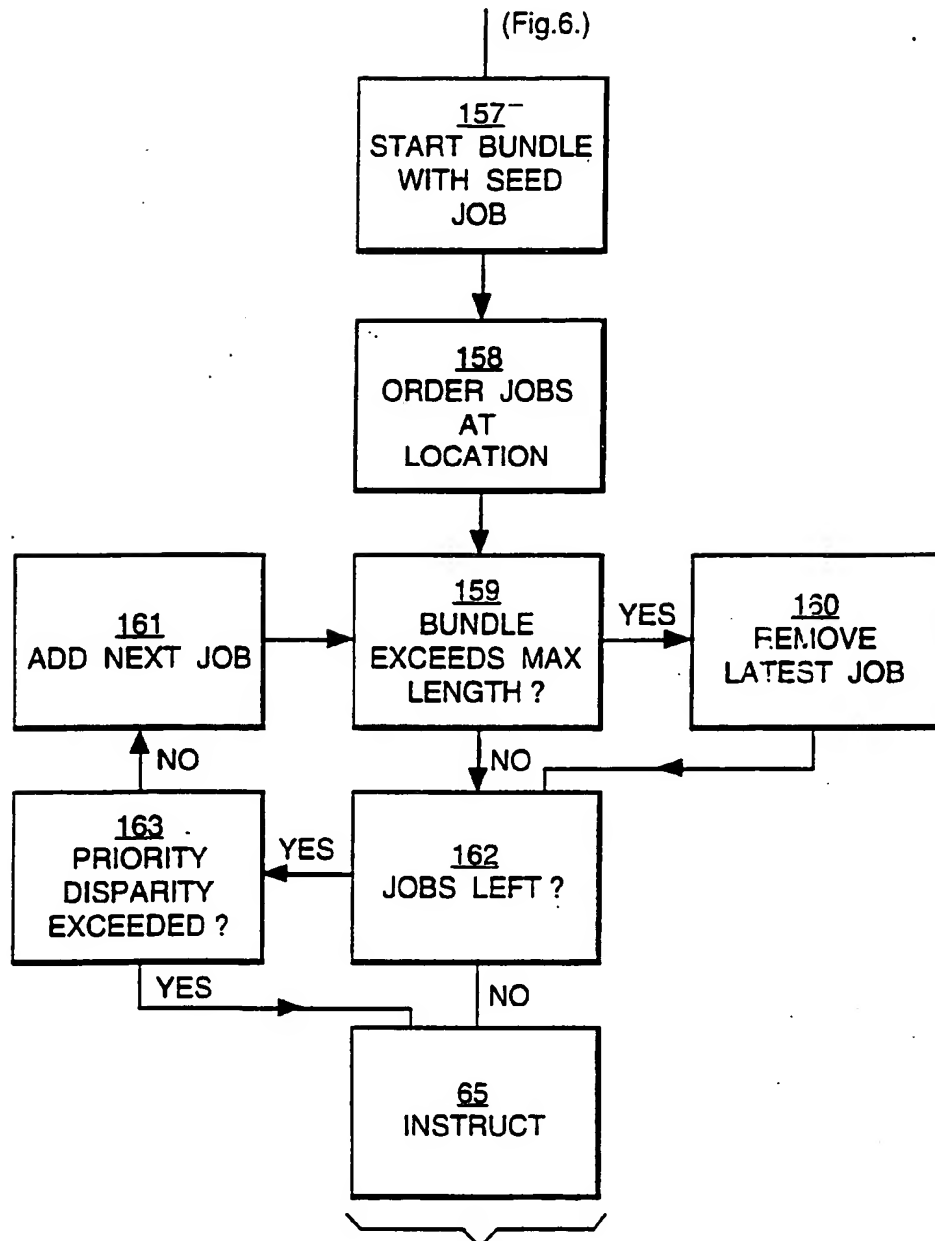 (Fig.6.)
157
START BUNDLE
WITH SEED
JOB
158
ORDER JOBS
AT
LOCATION
161
ADD NEXT JOB
159
BUNDLE
EXCEEDS MAX
LENGTH ?
YES
160
REMOVE
LATEST JOB
NO
NO
163
PRIORITY
DISPARITY
EXCEEDED ?
YES
162
JOBS LEFT ?
YES
NO
65
INSTRUCT